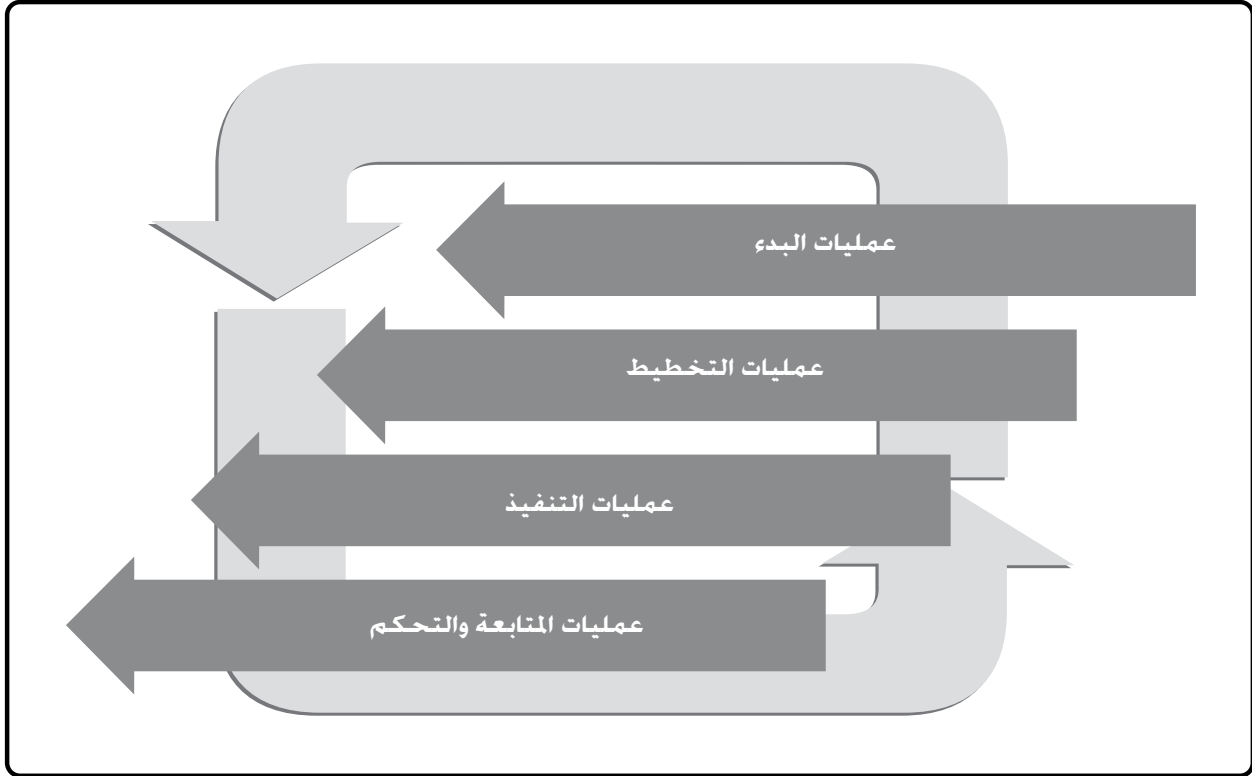 عمليات البدء
عمليات التخطيط
عمليات التنفيذ
عمليات المتابعة والتحكم